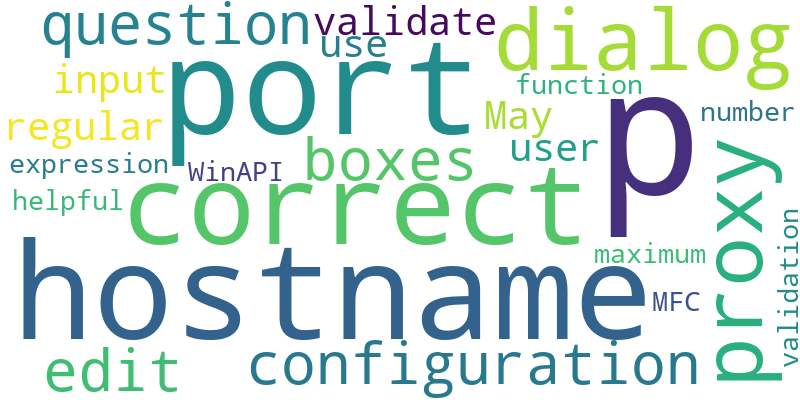 question
validate
use
dialog
input
port
function
p
May
number
regular
boxes
user
expression
WinAPI
helpful
correct
proxy
validation
hostname
maximum
MFC
edit
configuration